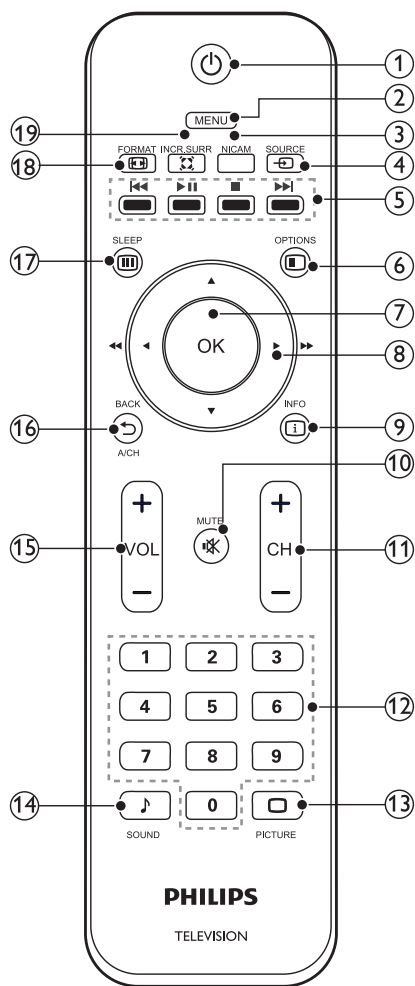 1
MENU
2
19
3
FORMAT INCR.SURR NICAM SOURCE
18
4
5
SLEEP OPTIONS
17
6
7
OK
8
BACK INFO
16
i
9
A/CH
10
+ +
MUTE
15
VOL CH
11
– –
1 2 3
4 5 6
12
7 8 9
14
0
13
SOUND PICTURE
PHILIPS
TELEVISION